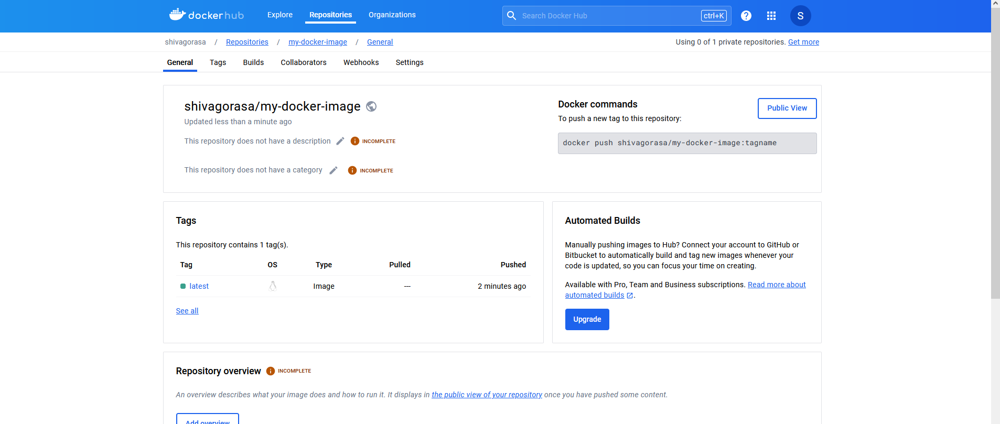 dockerhub Explore Repositories Organizations Search Docker Hub ctrl+K ? S
shivagorasa / Repositories / my-docker-image / General Using 0 of 1 private repositories. Get more
General Tags Builds Collaborators Webhooks Settings
shivagorasa/my-docker-image
Updated less than a minute ago
This repository does not have a description INCOMPLETE
This repository does not have a category INCOMPLETE
Docker commands
Public View
To push a new tag to this repository:
docker push shivagorasa/my-docker-image:tagname
Tags
This repository contains 1 tag(s).
Tag OS Type Pulled Pushed
latest Image --- 2 minutes ago
See all
Automated Builds
Manually pushing images to Hub? Connect your account to GitHub or
Bitbucket to automatically build and tag new images whenever your
code is updated, so you can focus your time on creating.
Available with Pro, Team and Business subscriptions. Read more about
automated builds .
Upgrade
Repository overview INCOMPLETE
An overview describes what your image does and how to run it. It displays in the public view of your repository once you have pushed some content.
Add overview